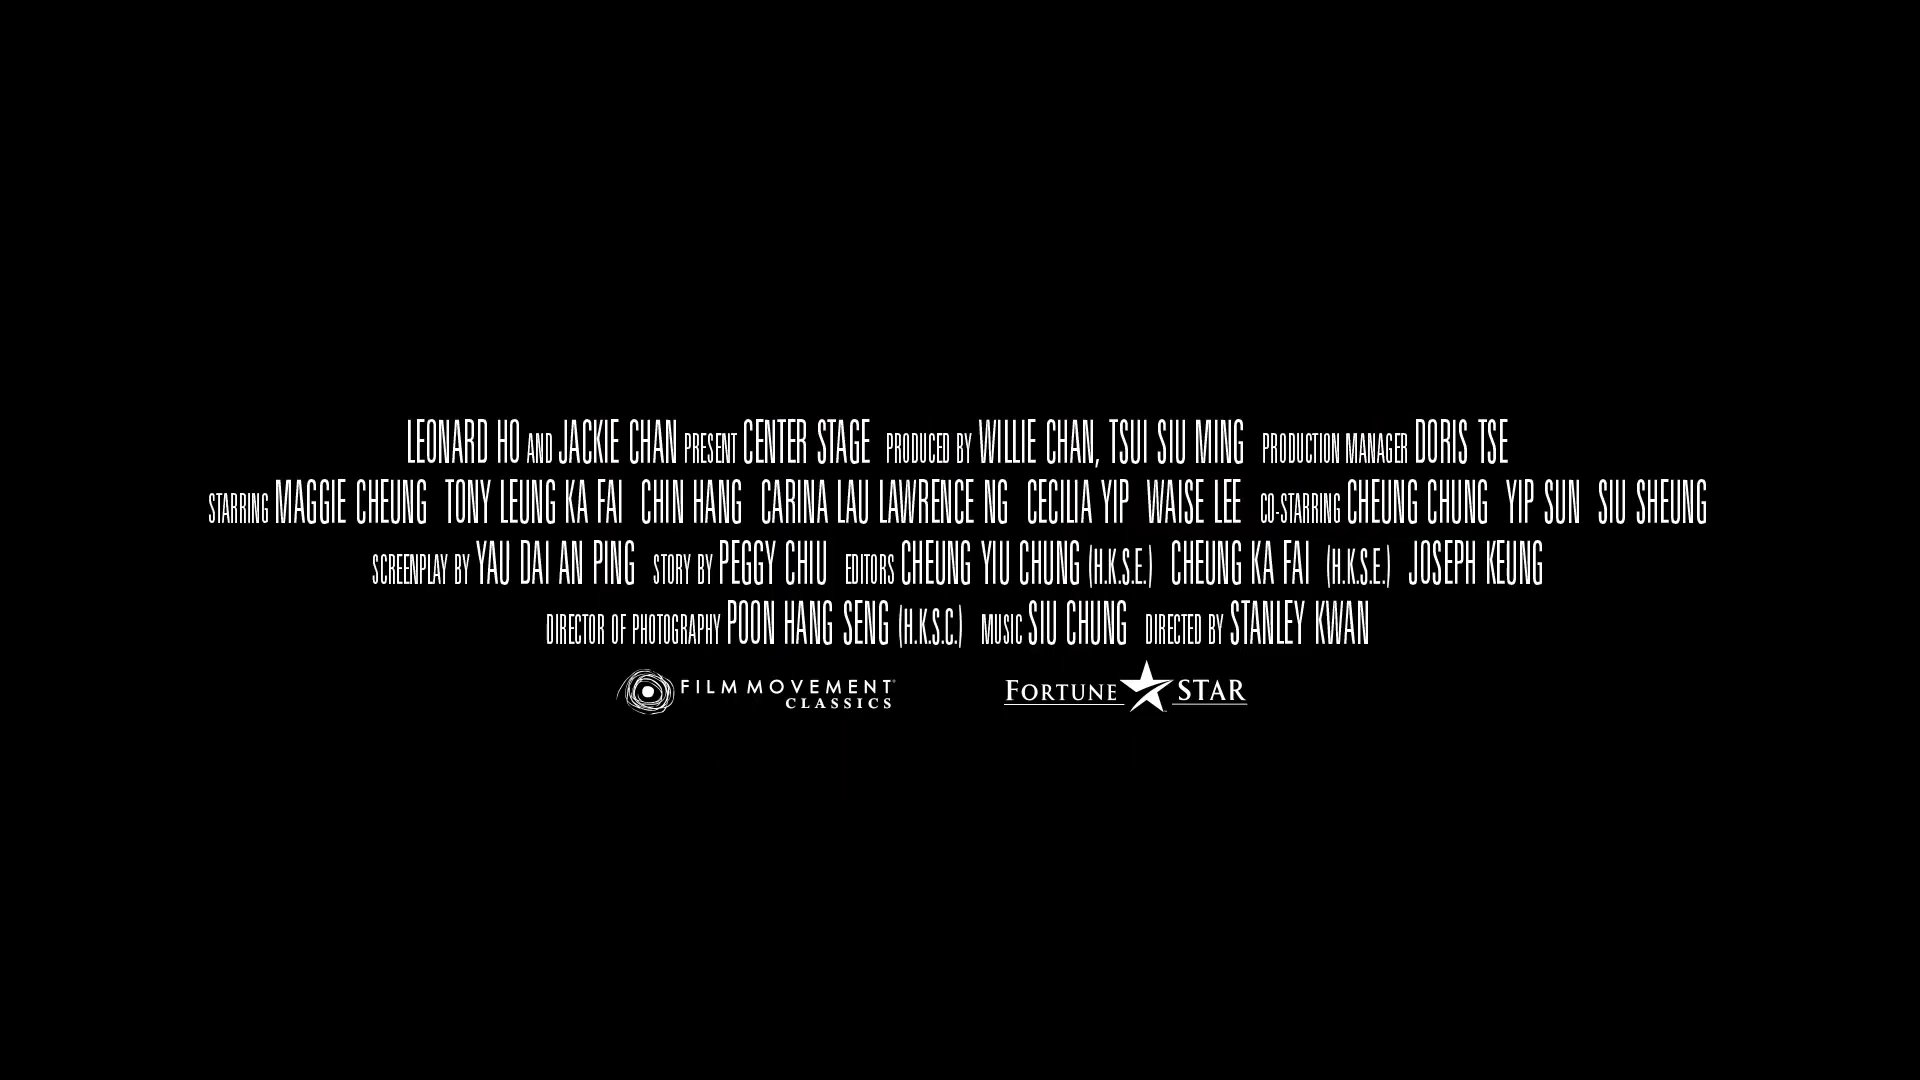 LEONARD HO AND JACKIE CHAN PRESENT CENTER STAGE PRODUCED BY WILLIE CHAN, TSUI SIU MING PRODUCTION MANAGER DORIS TSE
STARRING MAGGIE CHEUNG TONY LEUNG KA FAI CHIN HANG CARINA LAU LAWRENCE NG CECILIA YIP WAISE LEE CO-STARRING CHEUNG CHUNG YIP SUN SIU SHEUNG
SCREENPLAY BY YAU DAI AN PING STORY BY PEGGY CHIU EDITORS CHEUNG YIU CHUNG (H.K.S.E.) CHEUNG KA FAI (H.K.S.E.) JOSEPH KEUNG
DIRECTOR OF PHOTOGRAPHY POON HANG SENG (H.K.S.C.) MUSIC SIU CHUNG DIRECTED BY STANLEY KWAN
FILM MOVEMENT
CLASSICS
FORTUNE STAR